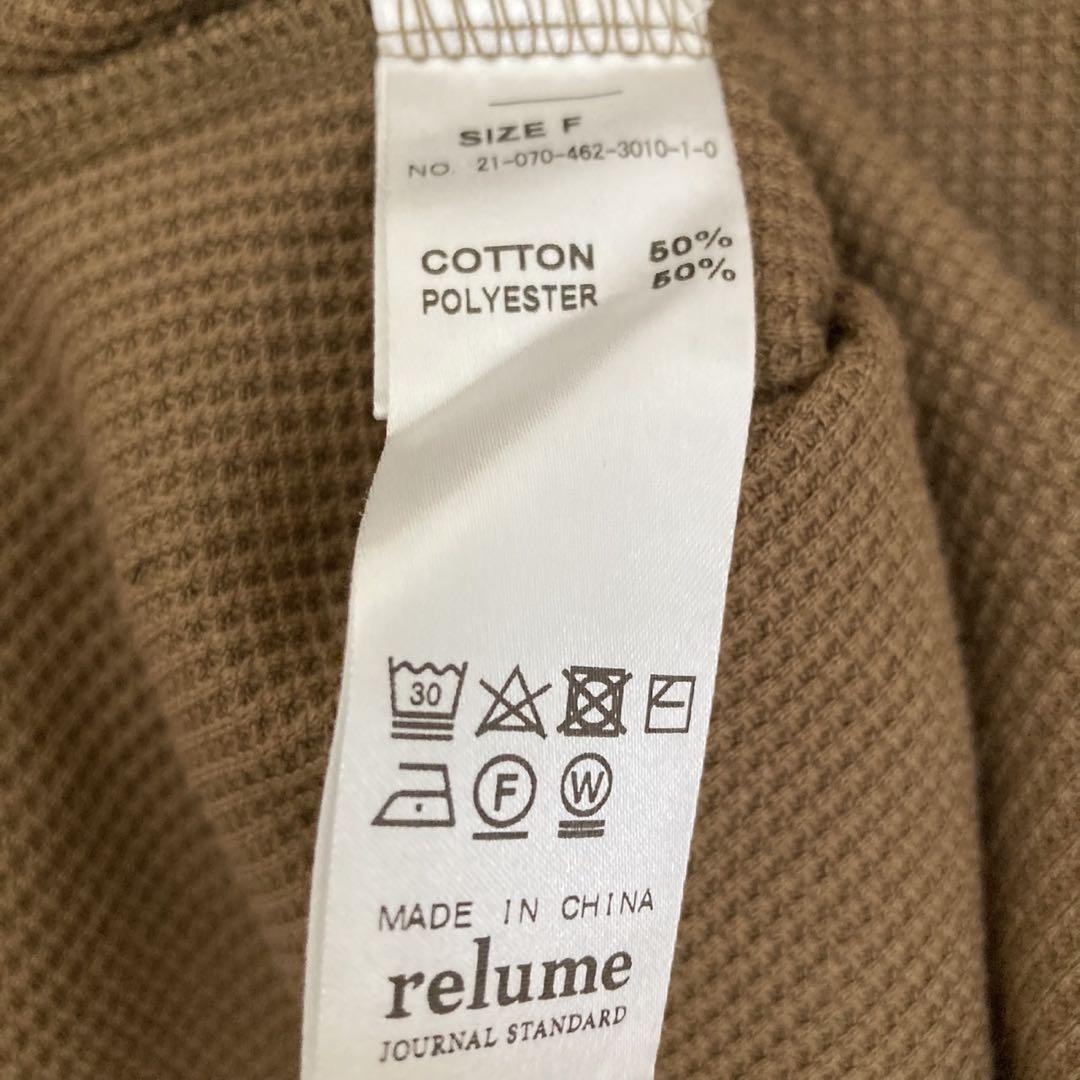 SIZE F
NO. 21-070-462-3010-1-0
COTTON 50%
POLYESTER 50%
30
F W
MADE IN CHINA
relume
JOURNAL STANDARD